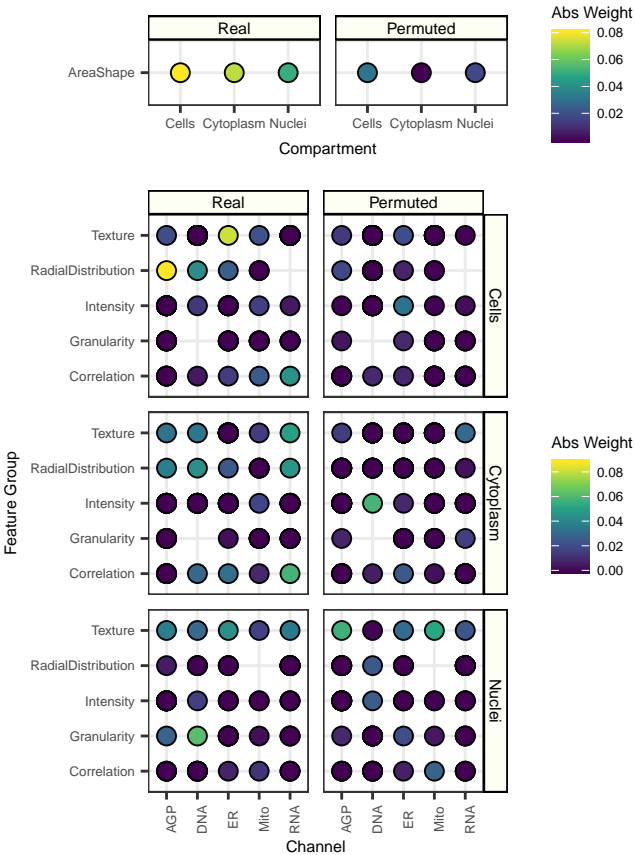 Real
Permuted
AreaShape
Cells
Cytoplasm
Nuclei
Cells
Cytoplasm
Nuclei
Compartment
Abs Weight
0.08
0.06
0.04
0.02
Real
Permuted
Texture
RadialDistribution
Intensity
Granularity
Correlation
Cells
Texture
RadialDistribution
Intensity
Granularity
Correlation
Cytoplasm
Texture
RadialDistribution
Intensity
Granularity
Correlation
Nuclei
Feature Group
AGP
DNA
ER
Mito
RNA
AGP
DNA
ER
Mito
RNA
Channel
Abs Weight
0.08
0.06
0.04
0.02
0.00